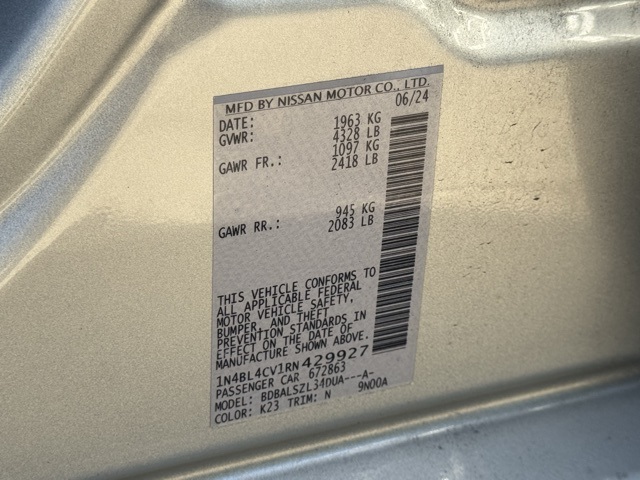 MFD BY NISSAN MOTOR CO., LTD.
DATE: 06/24
GVWR: 1963 KG
4328 LB
GAWR FR.: 1097 KG
2418 LB
GAWR RR.: 945 KG
2083 LB
THIS VEHICLE CONFORMS TO
ALL APPLICABLE FEDERAL
MOTOR VEHICLE SAFETY,
BUMPER, AND THEFT
PREVENTION STANDARDS IN
EFFECT ON THE DATE OF
MANUFACTURE SHOWN ABOVE.
1N4BL4CV1RN429927
PASSENGER CAR 672863
MODEL: BDBALSZL34DUA---A-
COLOR: K23 TRIM: N 9N00A